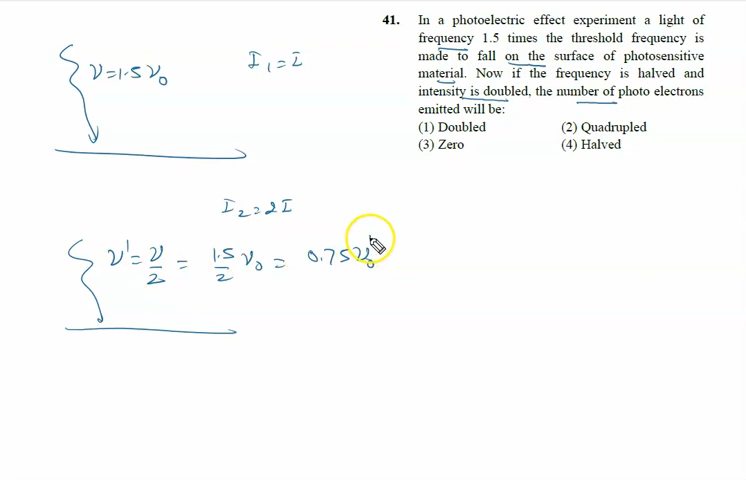 41. In a photoelectric effect experiment a light of
frequency 1.5 times the threshold frequency is
made to fall on the surface of photosensitive
material. Now if the frequency is halved and
intensity is doubled, the number of photo electrons
emitted will be:
(1) Doubled (2) Quadrupled
(3) Zero (4) Halved
ν=1.5 ν₀ I₁ = I
I₂ = 2I
ν' = ν/2 = 1.5/2 ν₀ = 0.75 ν₀